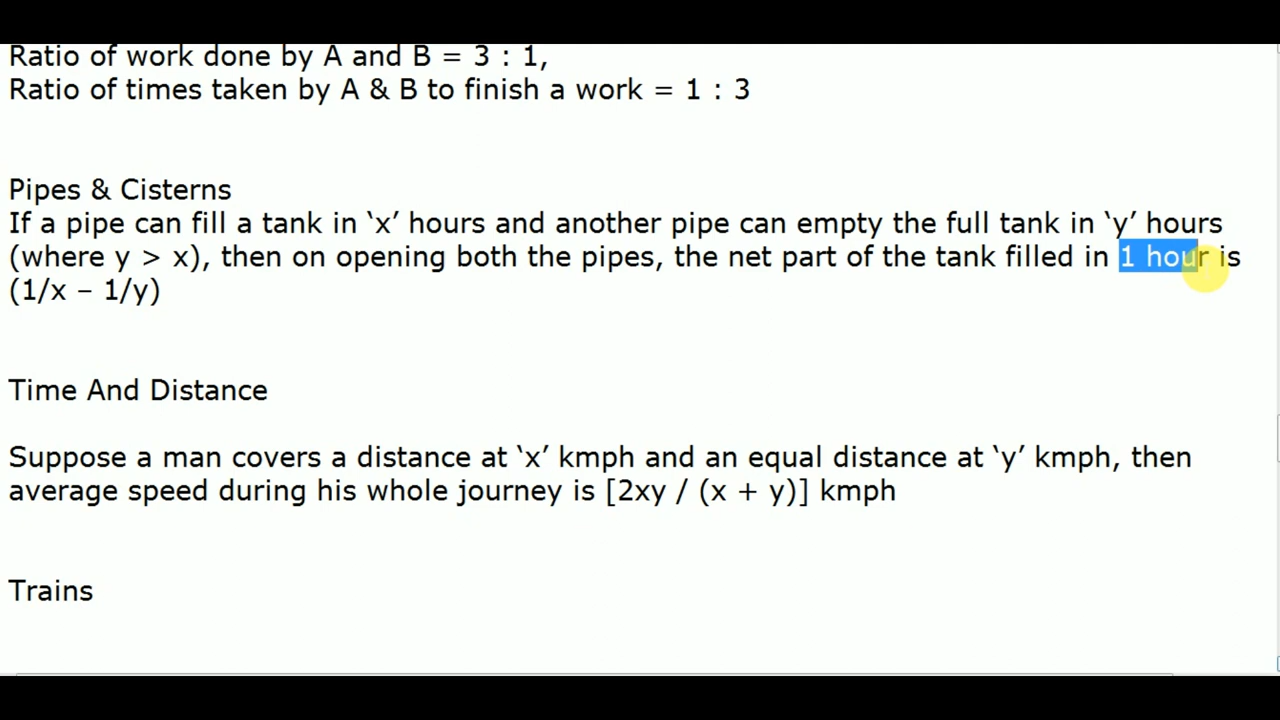 Ratio of work done by A and B = 3 : 1,
Ratio of times taken by A & B to finish a work = 1 : 3
Pipes & Cisterns
If a pipe can fill a tank in ‘x’ hours and another pipe can empty the full tank in ‘y’ hours
(where y > x), then on opening both the pipes, the net part of the tank filled in 1 hour is
(1/x – 1/y)
Time And Distance
Suppose a man covers a distance at ‘x’ kmph and an equal distance at ‘y’ kmph, then
average speed during his whole journey is [2xy / (x + y)] kmph
Trains